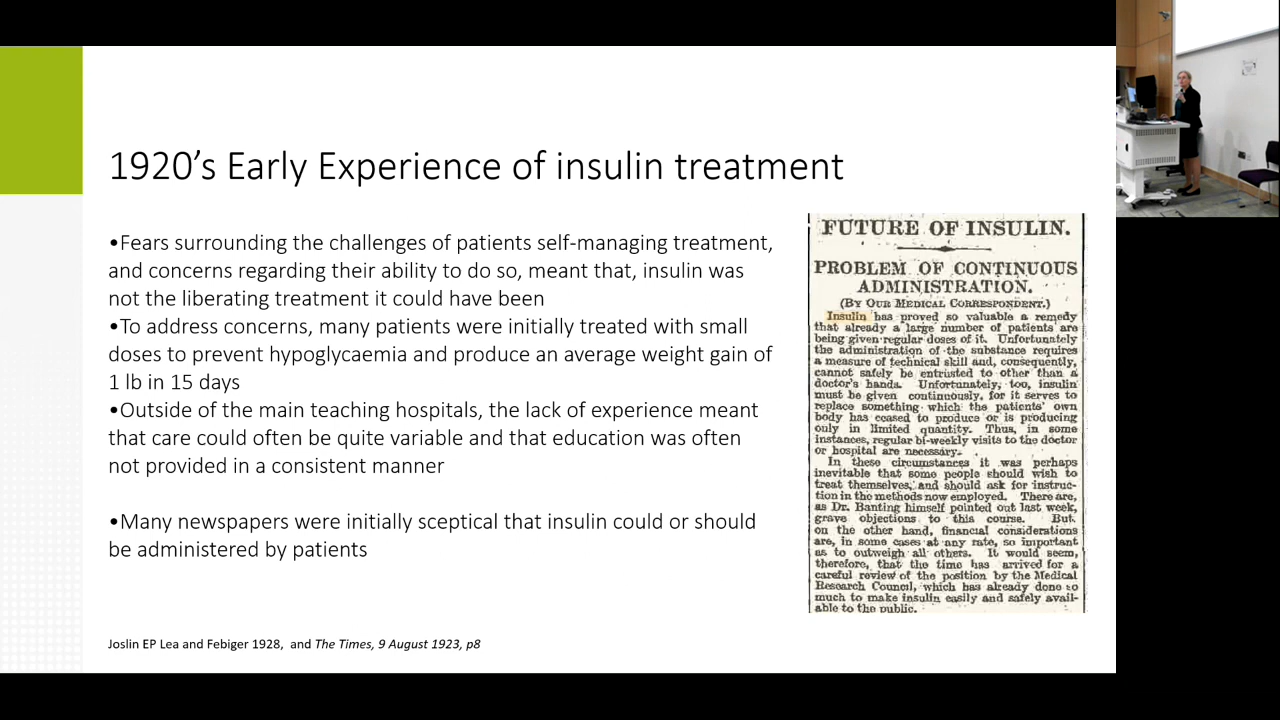 1920’s Early Experience of insulin treatment
•Fears surrounding the challenges of patients self-managing treatment,
and concerns regarding their ability to do so, meant that, insulin was
not the liberating treatment it could have been
•To address concerns, many patients were initially treated with small
doses to prevent hypoglycaemia and produce an average weight gain of
1 lb in 15 days
•Outside of the main teaching hospitals, the lack of experience meant
that care could often be quite variable and that education was often
not provided in a consistent manner
•Many newspapers were initially sceptical that insulin could or should
be administered by patients
FUTURE OF INSULIN.
PROBLEM OF CONTINUOUS
ADMINISTRATION.
(BY OUR MEDICAL CORRESPONDENT.)
Insulin has proved so valuable a remedy
that already a large number of patients are
being given regular doses of it. Unfortunately
the administration of the substance requires
a measure of technical skill and, consequently,
cannot safely be entrusted to other than a
doctor's hands. Unfortunately, too, insulin
must be given continuously, for it serves to
replace something which the patients' own
body has ceased to produce or is producing
only in limited quantity. Thus, in some
instances, regular bi-weekly visits to the doctor
or hospital are necessary.
In these circumstances it was perhaps
inevitable that some people should wish to
treat themselves, and should ask for instruc-
tion in the methods now employed. There are,
as Dr. Banting himself pointed out last week,
grave objections to this course. But,
on the other hand, financial considerations
are, in some cases at any rate, so important
as to outweigh all others. It would seem,
therefore, that the time has arrived for a
careful review of the position by the Medical
Research Council, which has already done so
much to make insulin easily and safely avail-
able to the public.
Joslin EP Lea and Febiger 1928, and The Times, 9 August 1923, p8